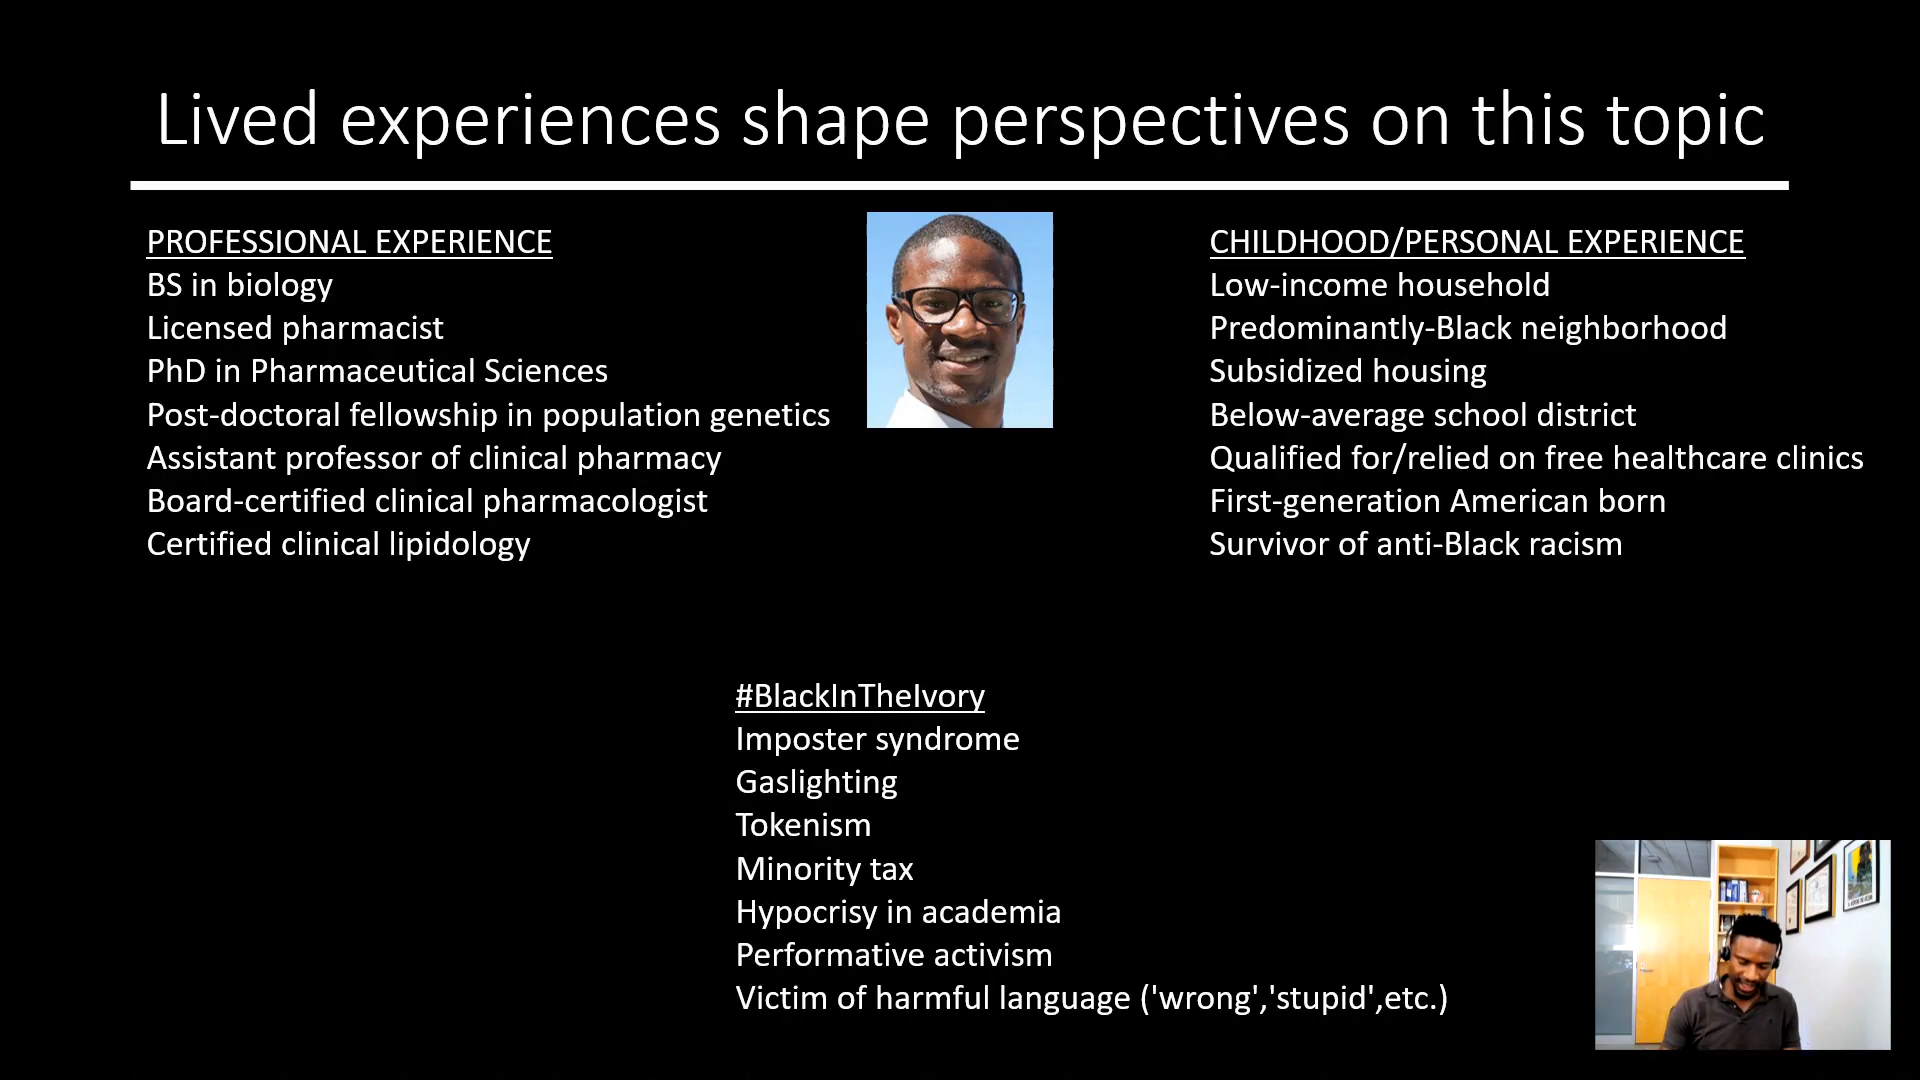 Lived experiences shape perspectives on this topic
PROFESSIONAL EXPERIENCE
BS in biology
Licensed pharmacist
PhD in Pharmaceutical Sciences
Post-doctoral fellowship in population genetics
Assistant professor of clinical pharmacy
Board-certified clinical pharmacologist
Certified clinical lipidology
CHILDHOOD/PERSONAL EXPERIENCE
Low-income household
Predominantly-Black neighborhood
Subsidized housing
Below-average school district
Qualified for/relied on free healthcare clinics
First-generation American born
Survivor of anti-Black racism
#BlackInTheIvory
Imposter syndrome
Gaslighting
Tokenism
Minority tax
Hypocrisy in academia
Performative activism
Victim of harmful language ('wrong','stupid',etc.)